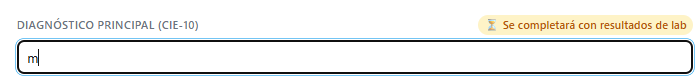 DIAGNÓSTICO PRINCIPAL (CIE-10)
⏳ Se completará con resultados de lab
m